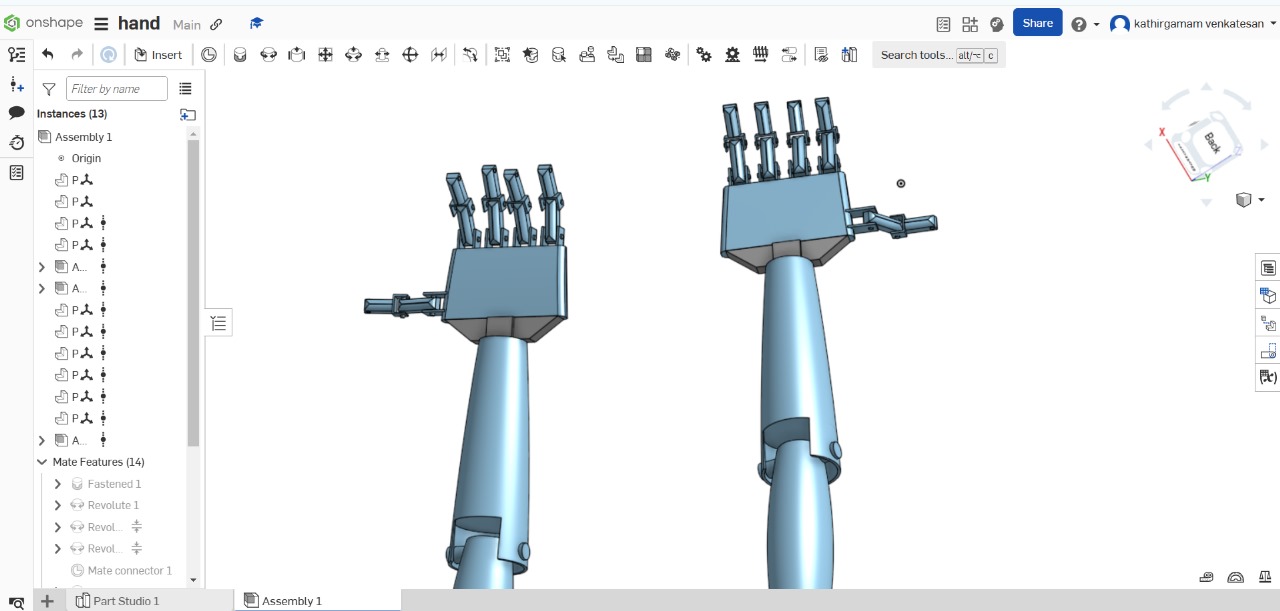 onshape hand Main Share kathirgamam venkatesan
Insert Search tools... alt/⌥ c
Filter by name
Instances (13)
Assembly 1
Origin
P
P
P
P
A...
A...
P
P
P
P
P
P
A...
Mate Features (14)
Fastened 1
Revolute 1
Revol...
Revol...
Mate connector 1
X
Back
Y
Part Studio 1 Assembly 1